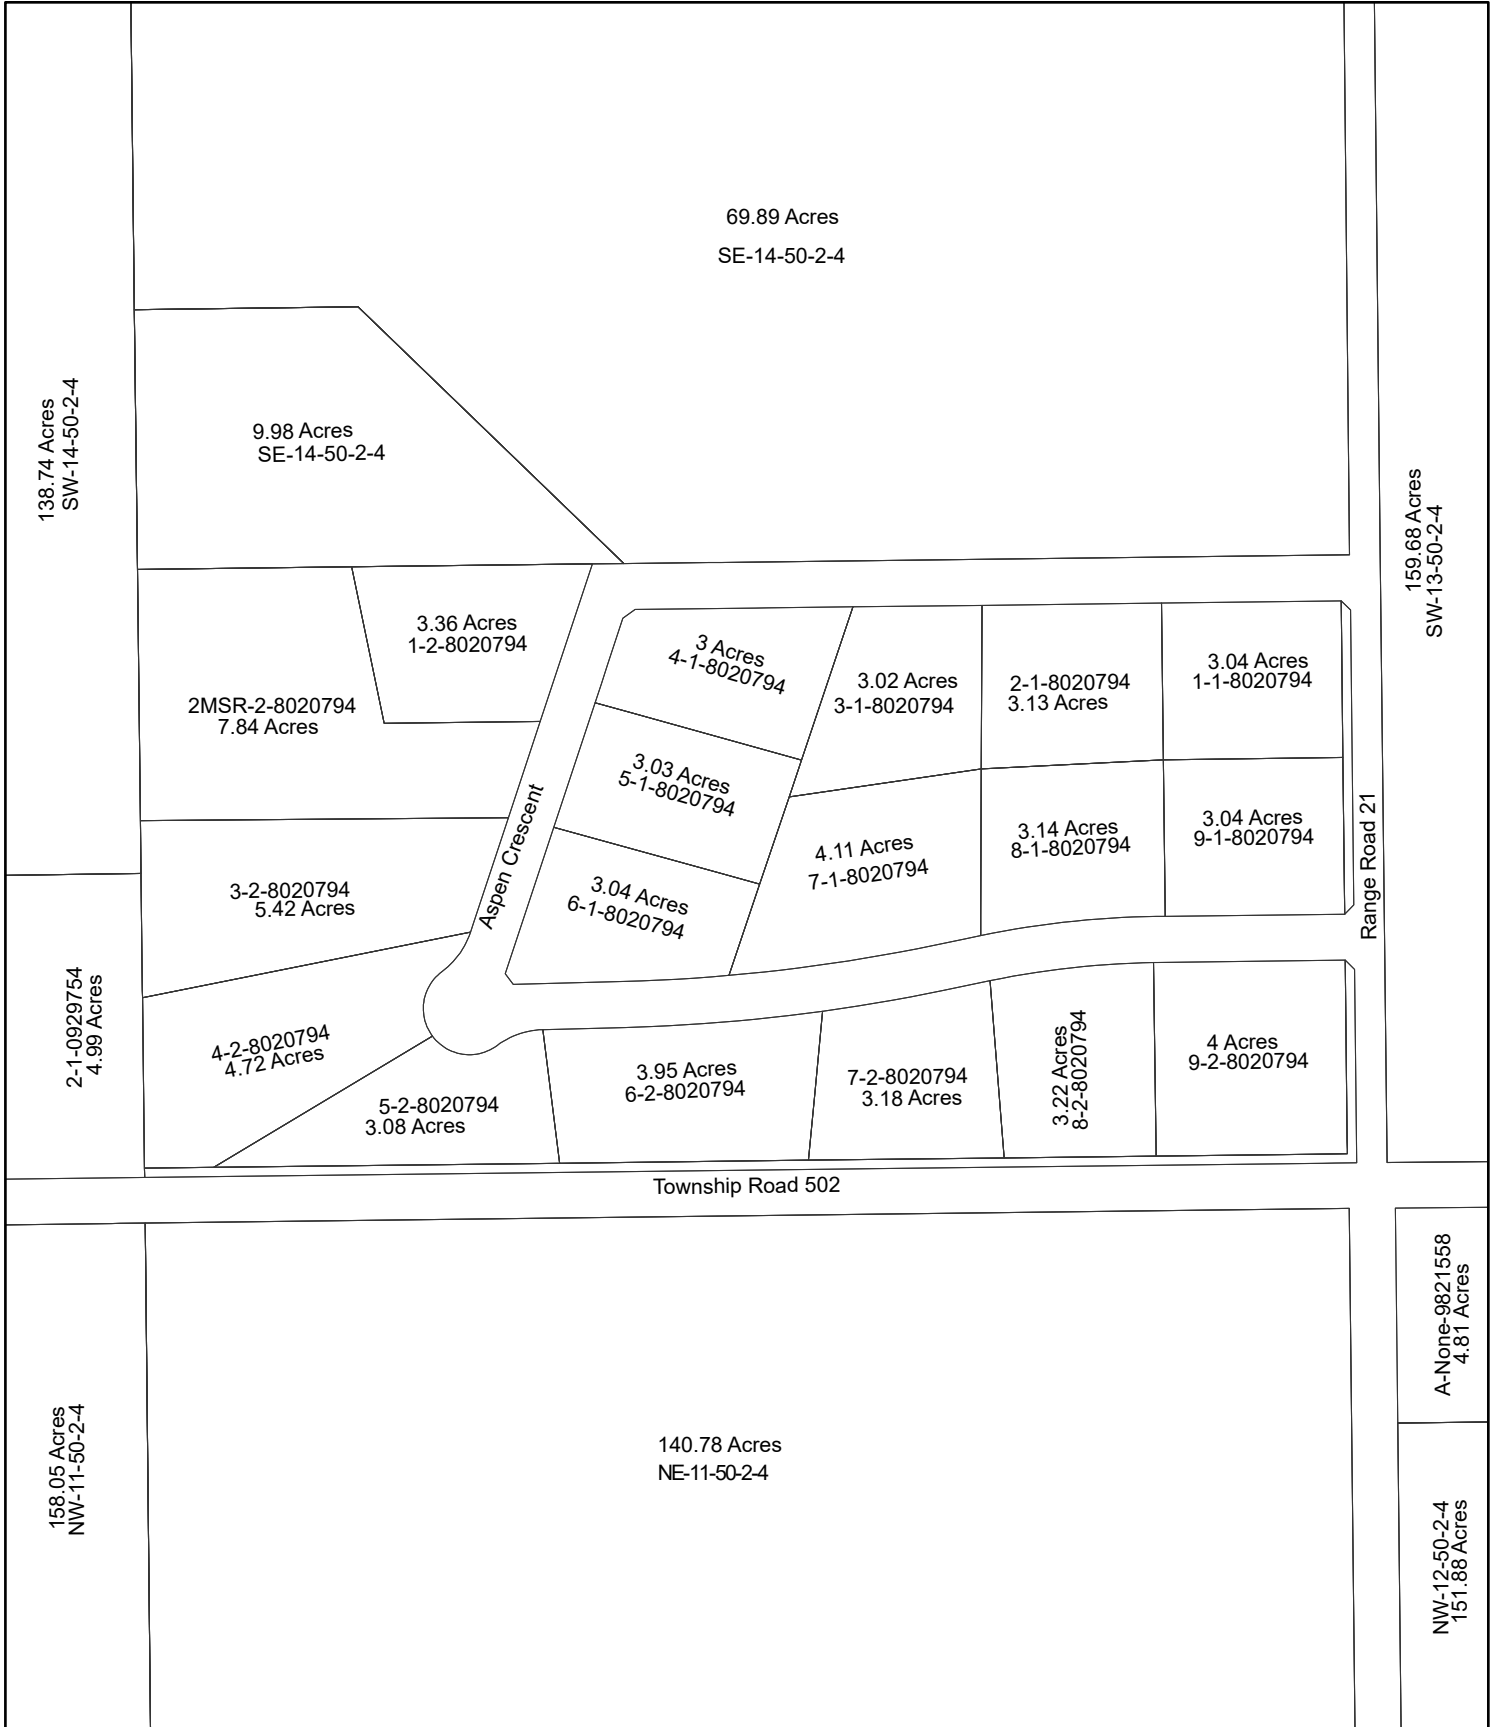 69.89 Acres
SE-14-50-2-4
138.74 Acres
SW-14-50-2-4
9.98 Acres
SE-14-50-2-4
159.68 Acres
SW-13-50-2-4
3.36 Acres
1-2-8020794
2MSR-2-8020794
7.84 Acres
3 Acres
4-1-8020794
3.02 Acres
3-1-8020794
2-1-8020794
3.13 Acres
3.04 Acres
1-1-8020794
3.03 Acres
5-1-8020794
Aspen Crescent
4.11 Acres
7-1-8020794
3.14 Acres
8-1-8020794
3.04 Acres
9-1-8020794
Range Road 21
3-2-8020794
5.42 Acres
3.04 Acres
6-1-8020794
2-1-0929754
4.99 Acres
4-2-8020794
4.72 Acres
5-2-8020794
3.08 Acres
3.95 Acres
6-2-8020794
7-2-8020794
3.18 Acres
3.22 Acres
8-2-8020794
4 Acres
9-2-8020794
Township Road 502
A-None-9821558
4.81 Acres
158.05 Acres
NW-11-50-2-4
140.78 Acres
NE-11-50-2-4
NW-12-50-2-4
151.88 Acres